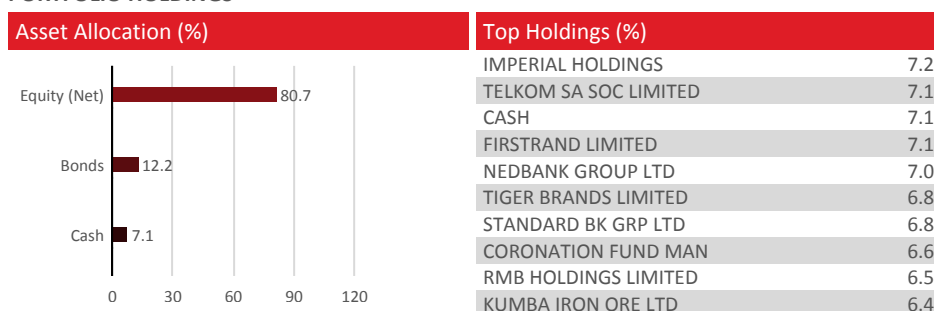 PORTFOLIO HOLDINGS
Asset Allocation (%)
Equity (Net) 80.7
Bonds 12.2
Cash 7.1
0 30 60 90 120
Top Holdings (%)
IMPERIAL HOLDINGS 7.2
TELKOM SA SOC LIMITED 7.1
CASH 7.1
FIRSTRAND LIMITED 7.1
NEDBANK GROUP LTD 7.0
TIGER BRANDS LIMITED 6.8
STANDARD BK GRP LTD 6.8
CORONATION FUND MAN 6.6
RMB HOLDINGS LIMITED 6.5
KUMBA IRON ORE LTD 6.4